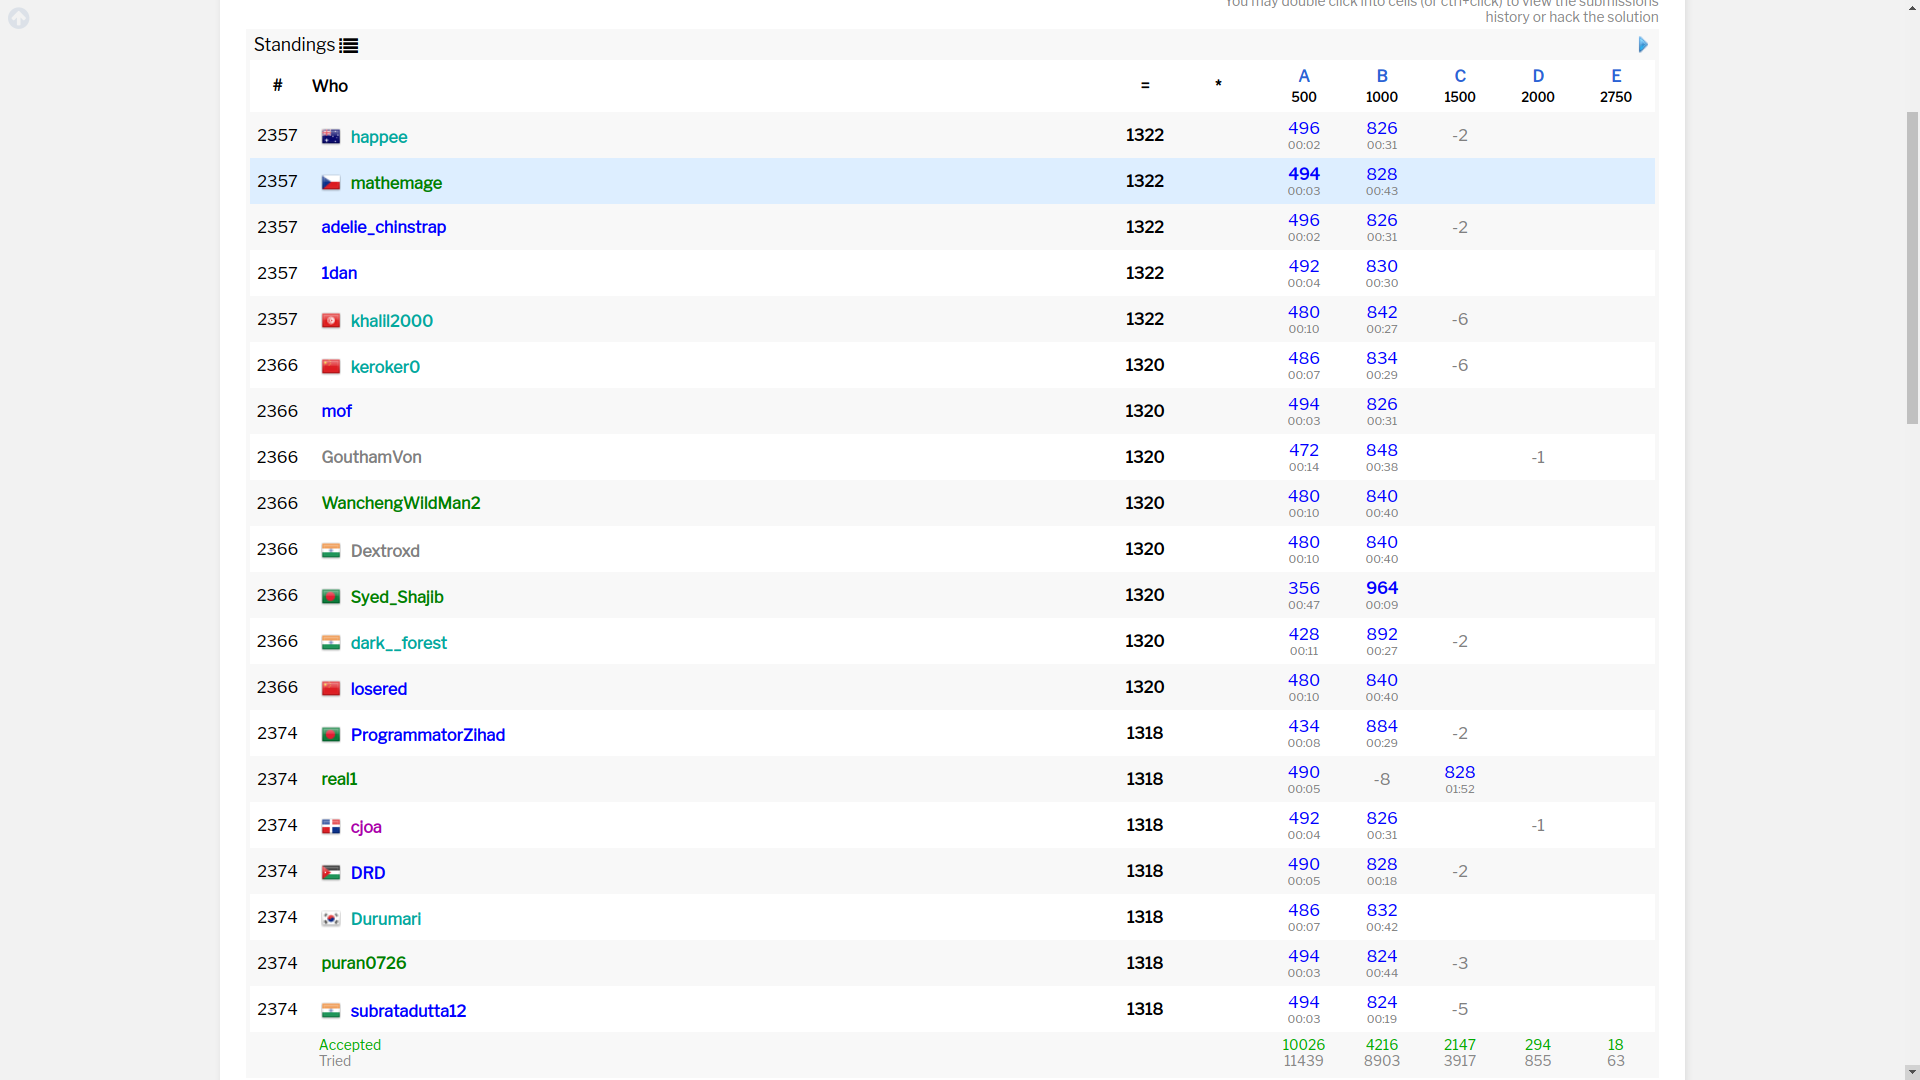 You may double click into cells (or ctrl+click) to view the submissions
history or hack the solution
Standings
# Who = * A B C D E
500 1000 1500 2000 2750
2357 happee 1322 496 826 -2
00:02 00:31
2357 mathemage 1322 494 828
00:03 00:43
2357 adelie_chinstrap 1322 496 826 -2
00:02 00:31
2357 1dan 1322 492 830
00:04 00:30
2357 khalil2000 1322 480 842 -6
00:10 00:27
2366 keroker0 1320 486 834 -6
00:07 00:29
2366 mof 1320 494 826
00:03 00:31
2366 GouthamVon 1320 472 848 -1
00:14 00:38
2366 WanchengWildMan2 1320 480 840
00:10 00:40
2366 Dextroxd 1320 480 840
00:10 00:40
2366 Syed_Shajib 1320 356 964
00:47 00:09
2366 dark__forest 1320 428 892 -2
00:11 00:27
2366 losered 1320 480 840
00:10 00:40
2374 ProgrammatorZihad 1318 434 884 -2
00:08 00:29
2374 real1 1318 490 -8 828
00:05 01:52
2374 cjoa 1318 492 826 -1
00:04 00:31
2374 DRD 1318 490 828 -2
00:05 00:18
2374 Durumari 1318 486 832
00:07 00:42
2374 puran0726 1318 494 824 -3
00:03 00:44
2374 subratadutta12 1318 494 824 -5
00:03 00:19
Accepted 10026 4216 2147 294 18
Tried 11439 8903 3917 855 63